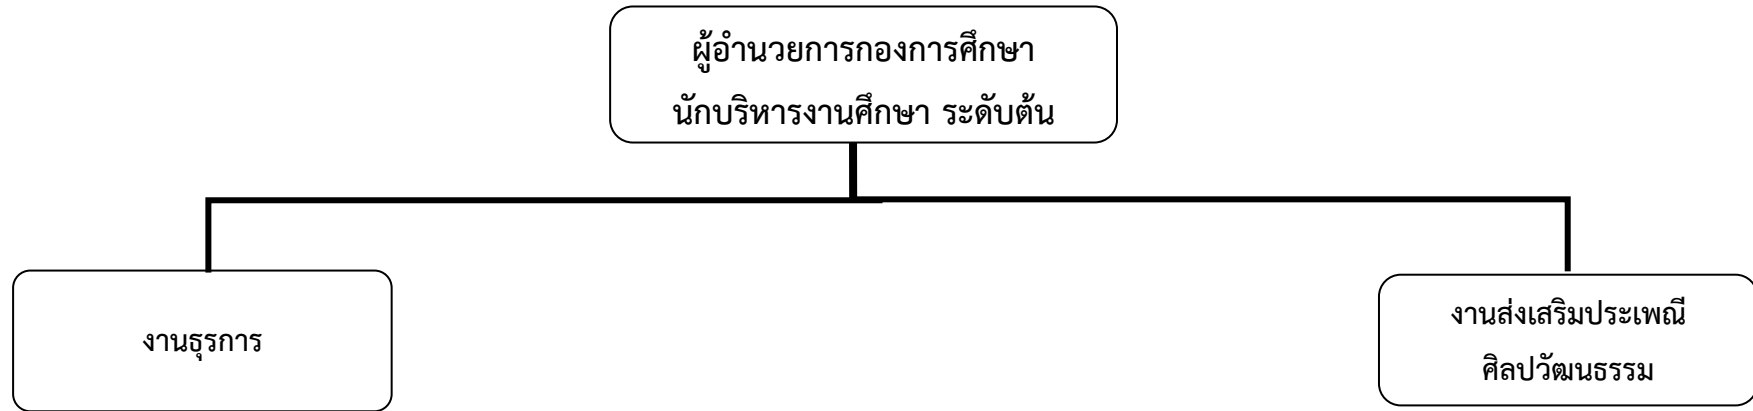 ผู้อำนวยการกองการศึกษา
นักบริหารงานศึกษา ระดับต้น
งานธุรการ
งานส่งเสริมประเพณี
ศิลปวัฒนธรรม